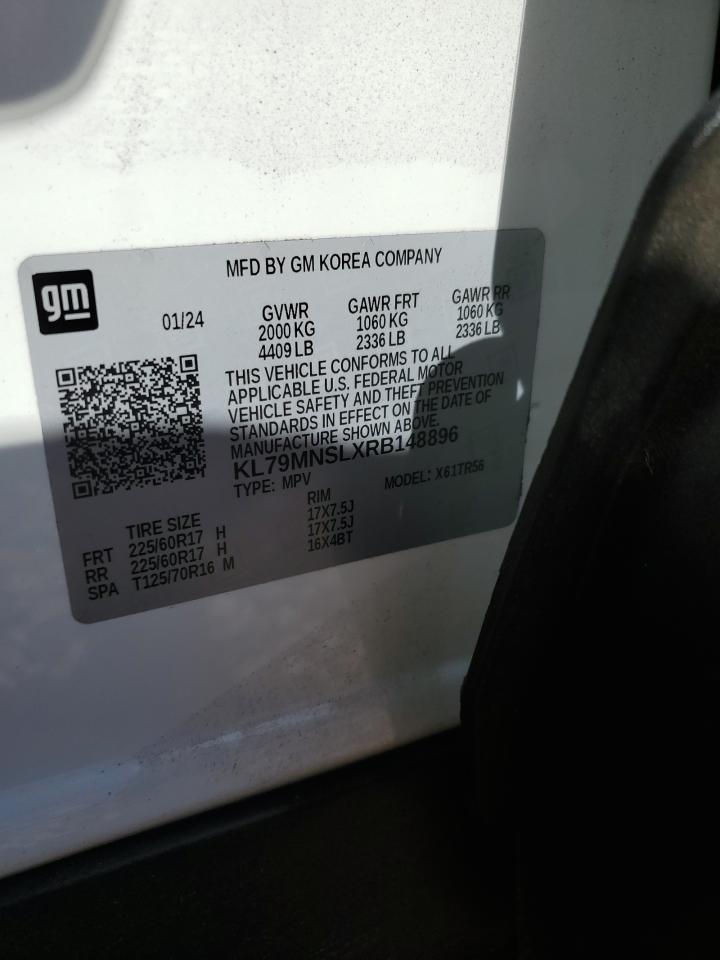 MFD BY GM KOREA COMPANY
gm
01/24
GVWR GAWR FRT GAWR RR
2000 KG 1060 KG 1060 KG
4409 LB 2336 LB 2336 LB
THIS VEHICLE CONFORMS TO ALL
APPLICABLE U.S. FEDERAL MOTOR
VEHICLE SAFETY AND THEFT PREVENTION
STANDARDS IN EFFECT ON THE DATE OF
MANUFACTURE SHOWN ABOVE.
KL79MNSLXRB148896
TYPE: MPV MODEL: X61TR56
TIRE SIZE RIM
FRT 225/60R17 H 17X7.5J
RR 225/60R17 H 17X7.5J
SPA T125/70R16 M 16X4BT